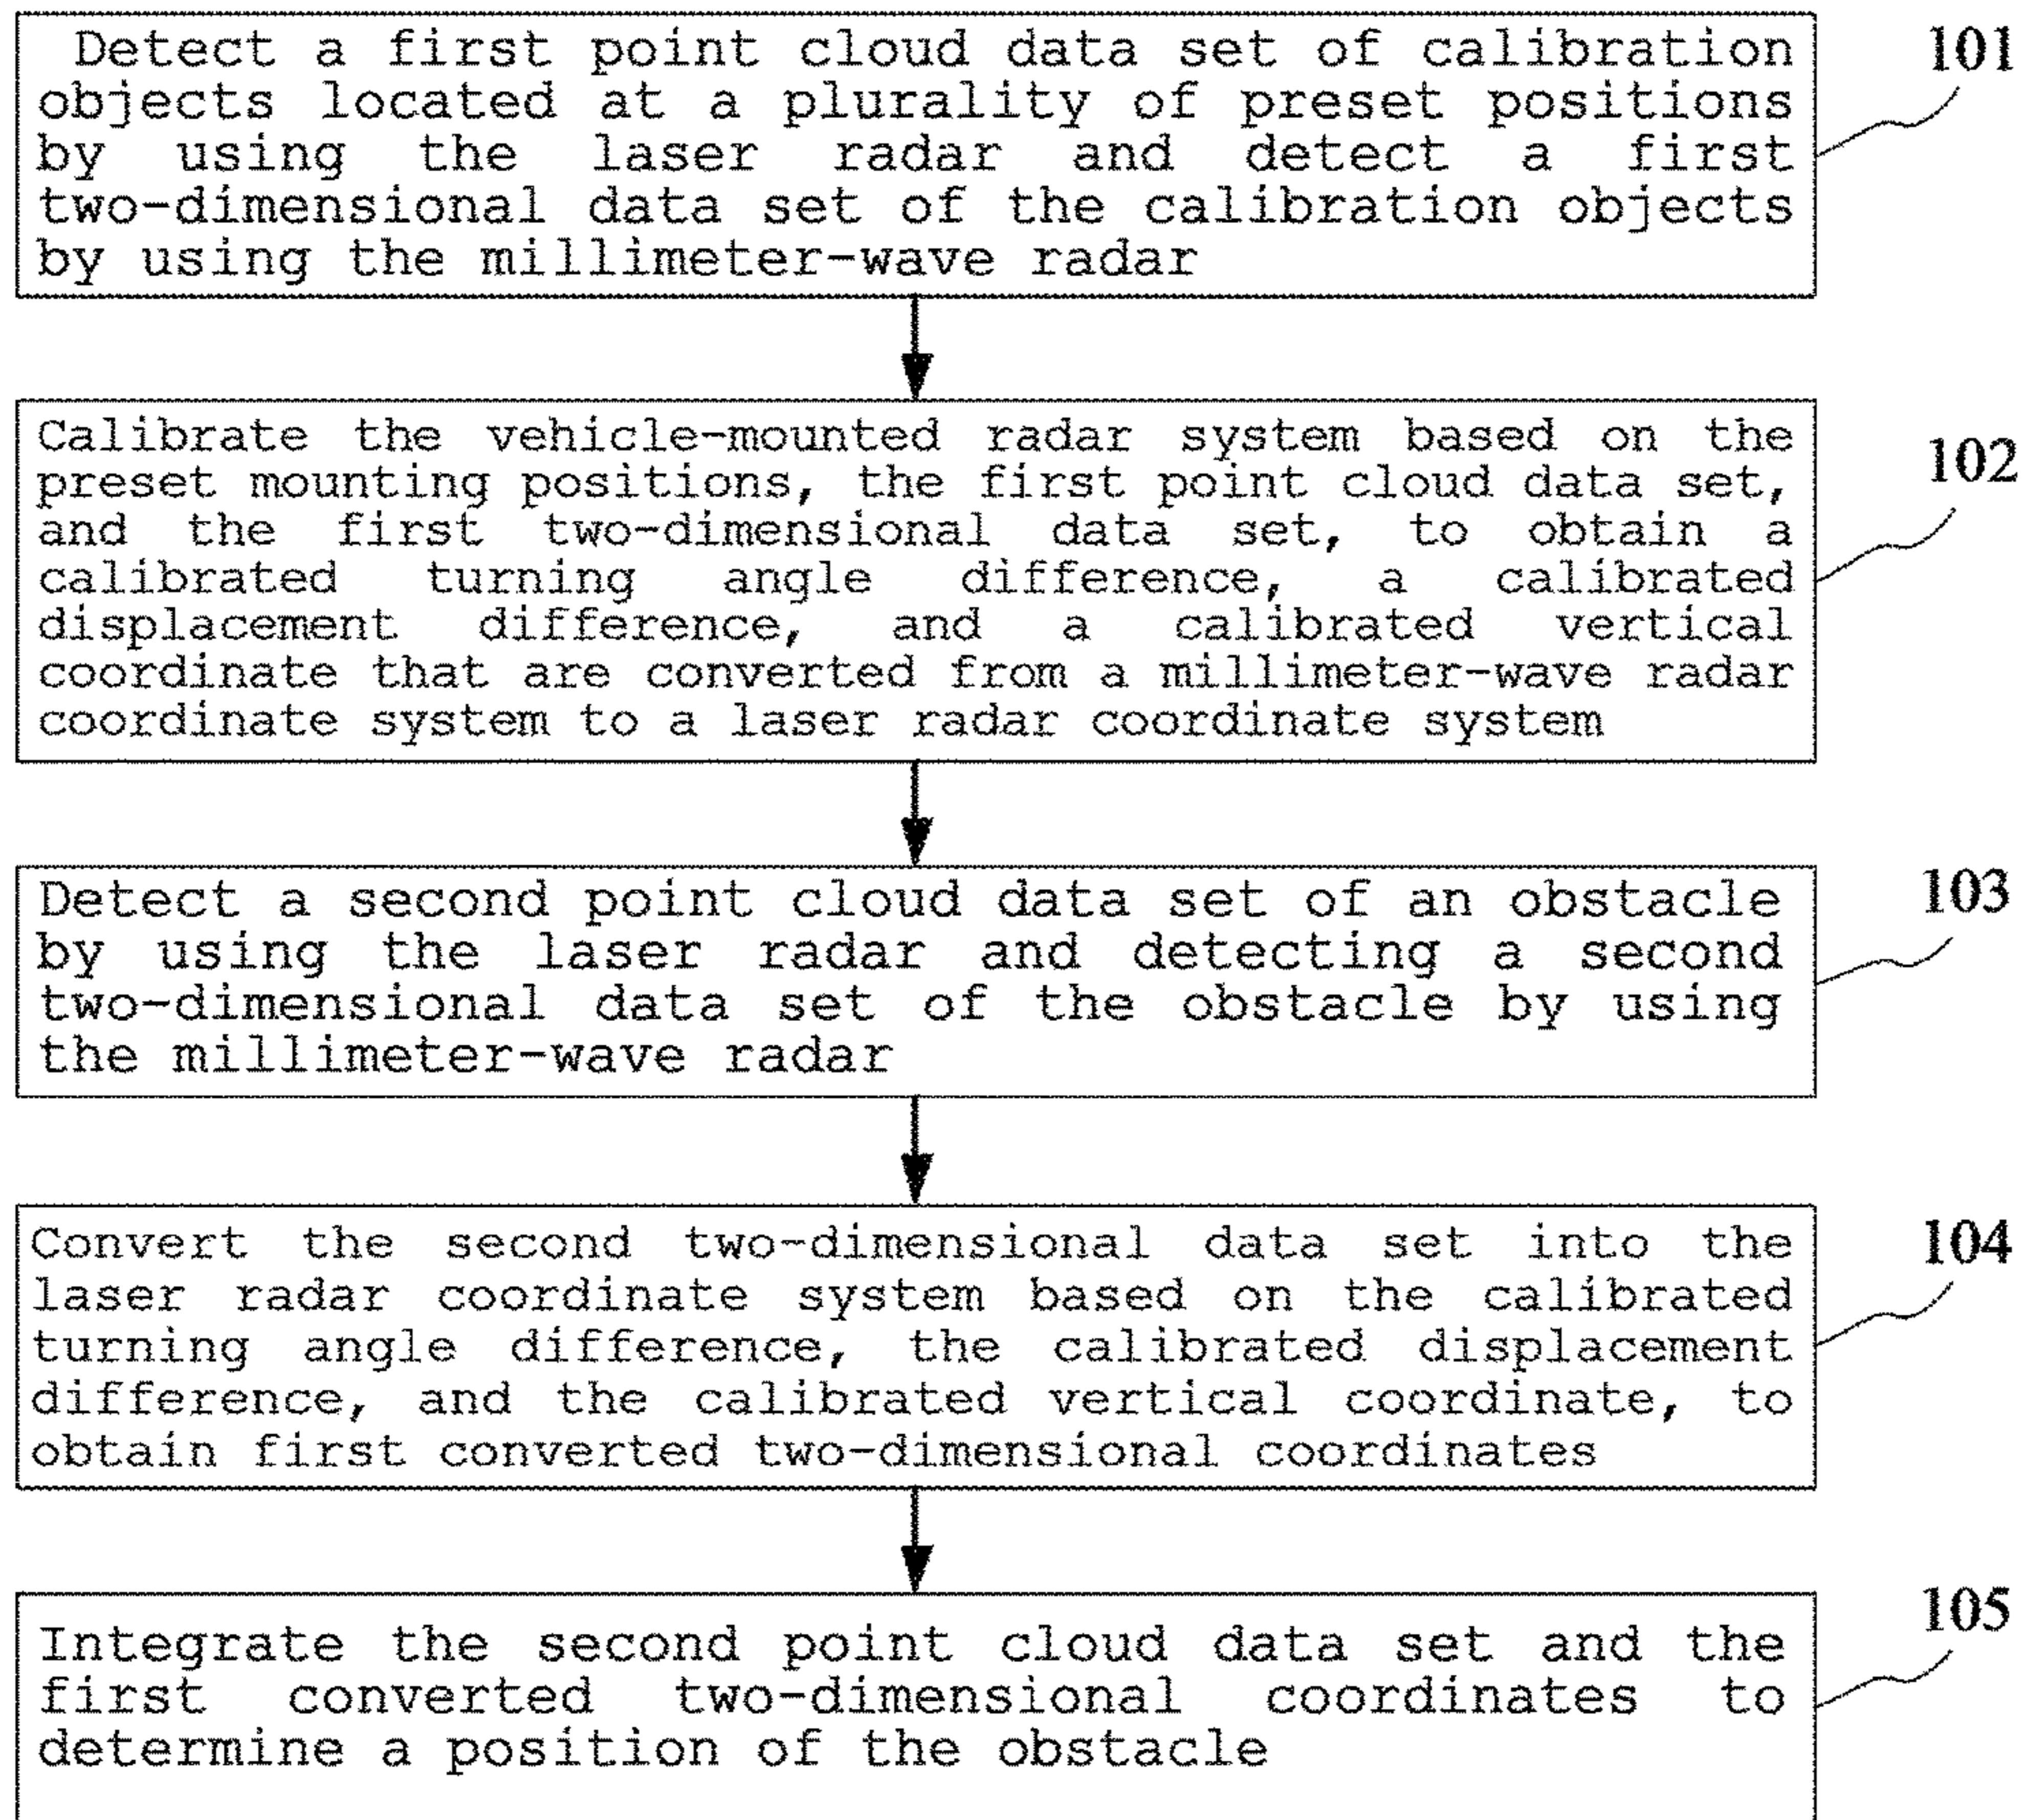 Detect a first point cloud data set of calibration
101
objects located at a plurality of preset positions
by using the laser radar and detect a first
two-dimensional data set of the calibration objects
by using the millimeter-wave radar
Calibrate the vehicle-mounted radar system based on the
102
preset mounting positions, the first point cloud data set,
and the first two-dimensional data set, to obtain a
calibrated turning angle difference, a calibrated
displacement difference, and a calibrated vertical
coordinate that are converted from a millimeter-wave radar
coordinate system to a laser radar coordinate system
Detect a second point cloud data set of an obstacle
103
by using the laser radar and detecting a second
two-dimensional data set of the obstacle by using
the millimeter-wave radar
Convert the second two-dimensional data set into the
104
laser radar coordinate system based on the calibrated
turning angle difference, the calibrated displacement
difference, and the calibrated vertical coordinate, to
obtain first converted two-dimensional coordinates
105
Integrate the second point cloud data set and the
first converted two-dimensional coordinates to
determine a position of the obstacle